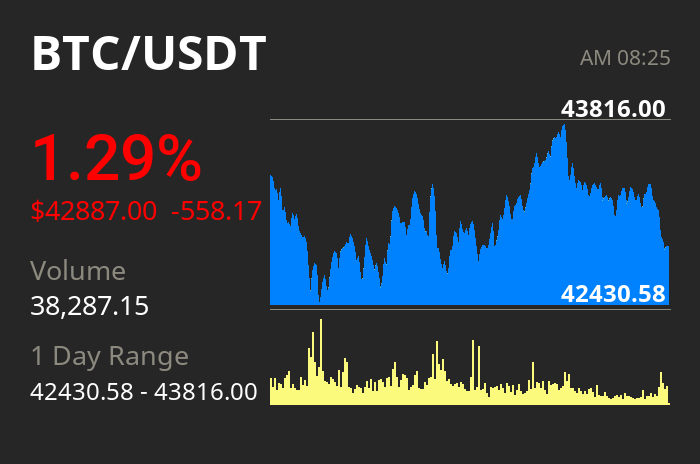 BTC/USDT
AM 08:25
43816.00
1.29%
$42887.00 -558.17
Volume
38,287.15
42430.58
1 Day Range
42430.58 - 43816.00